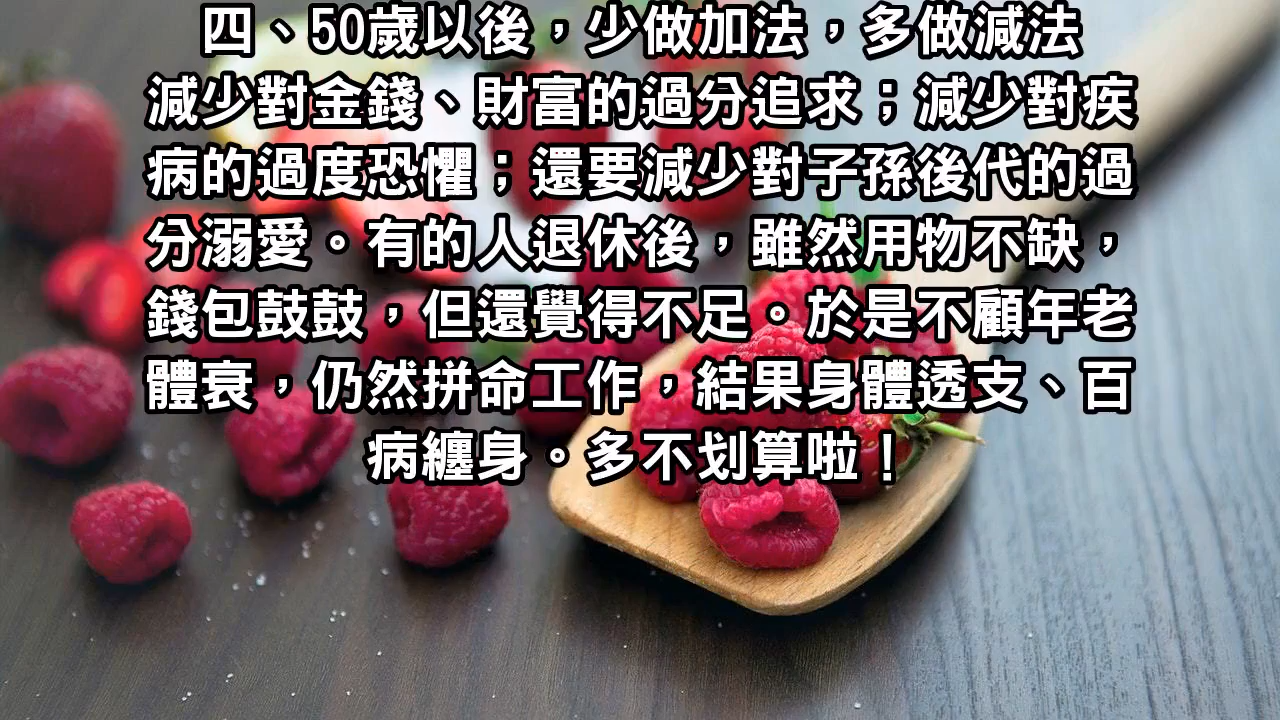 四、50歲以後，少做加法，多做減法
減少對金錢、財富的過分追求；減少對疾
病的過度恐懼；還要減少對子孫後代的過
分溺愛。有的人退休後，雖然用物不缺，
錢包鼓鼓，但還覺得不足。於是不顧年老
體衰，仍然拼命工作，結果身體透支、百
病纏身。多不划算啦！